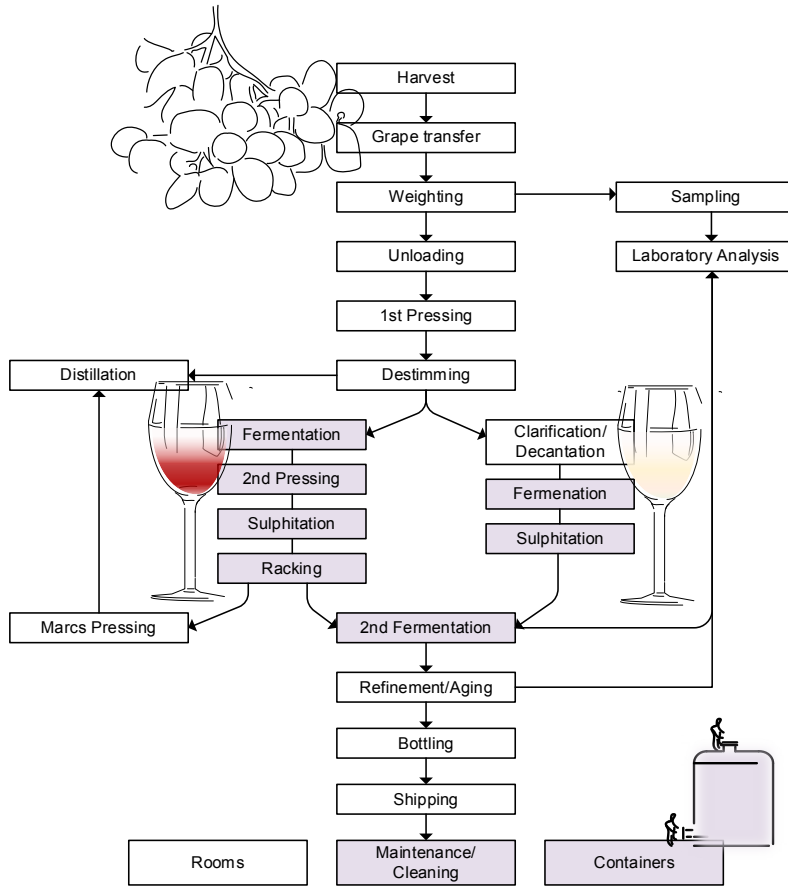 Harvest
Grape transfer
Weighting
Sampling
Unloading
Laboratory Analysis
1st Pressing
Distillation
Destimming
Fermentation
Clarification/
Decantation
2nd Pressing
Fermenation
Sulphitation
Sulphitation
Racking
Marcs Pressing
2nd Fermentation
Refinement/Aging
Bottling
Shipping
Rooms
Maintenance/
Cleaning
Containers